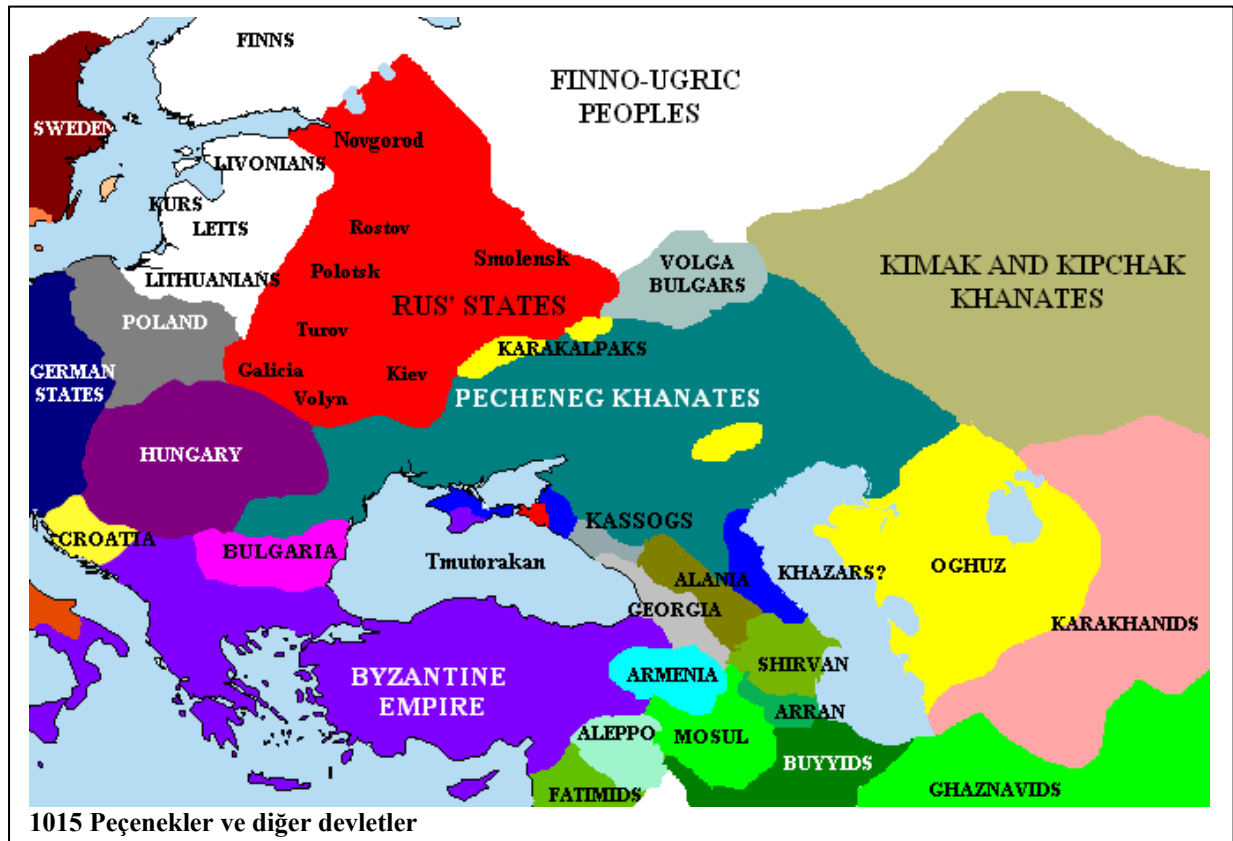 FINNS
FINNO-UGRIC
PEOPLES
SWEDEN
Novgorod
LIVONIANS
KURS
LETTS
Rostov
Smolensk
Polotsk
LITHUANIANS
VOLGA
BULGARS
KIMAK AND KIPCHAK
KHANATES
RUS' STATES
POLAND
Turov
KARAKALPAKS
GERMAN
STATES
Galicia
Kiev
Volyn
PECHENEG KHANATES
HUNGARY
CROATIA
BULGARIA
KASSOGS
Tmutorakan
ALANIA
KHAZARS?
OGHUZ
GEORGIA
KARAKHANIDS
BYZANTINE
EMPIRE
ARMENIA
SHIRVAN
ARRAN
ALEPPO
MOSUL
BUYYIDS
FATIMIDS
GHAZNAVIDS
1015 Peçenekler ve diğer devletler